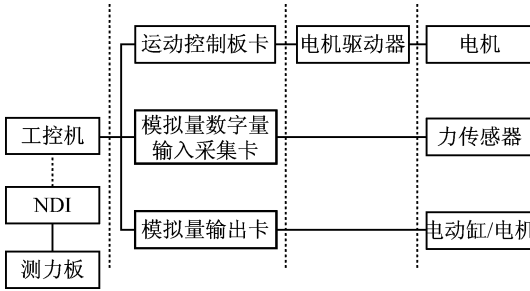 运动控制板卡
电机驱动器
电机
工控机
模拟量数字量
输入采集卡
力传感器
NDI
模拟量输出卡
电动缸/电机
测力板